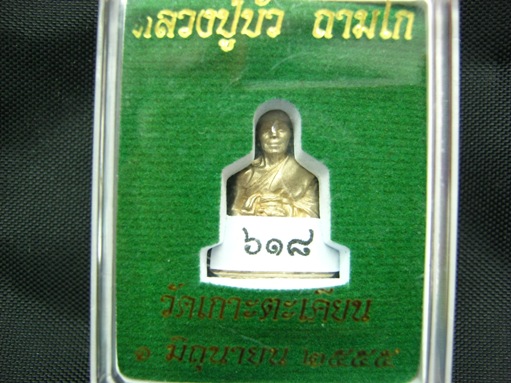 หลวงปู่บัว ถามโก
๖๑๘
วัดเกาะตะเคียน
๑ มิถุนายน ๒๕๕๕